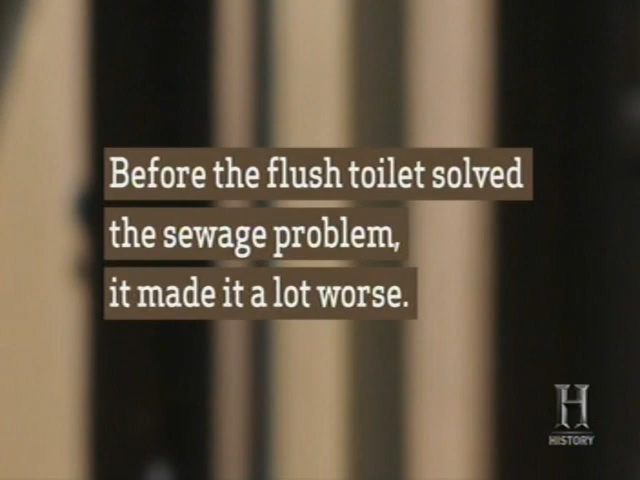 Before the flush toilet solved
the sewage problem,
it made it a lot worse.
H
HISTORY